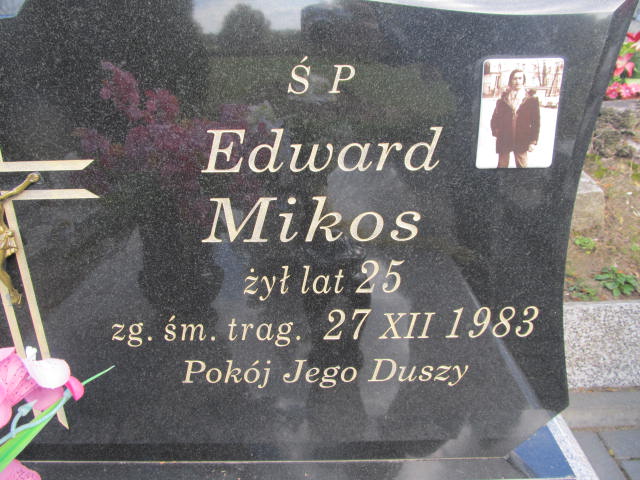 Ś P
Edward
Mikos
żył lat 25
zg. śm. trag. 27 XII 1983
Pokój Jego Duszy